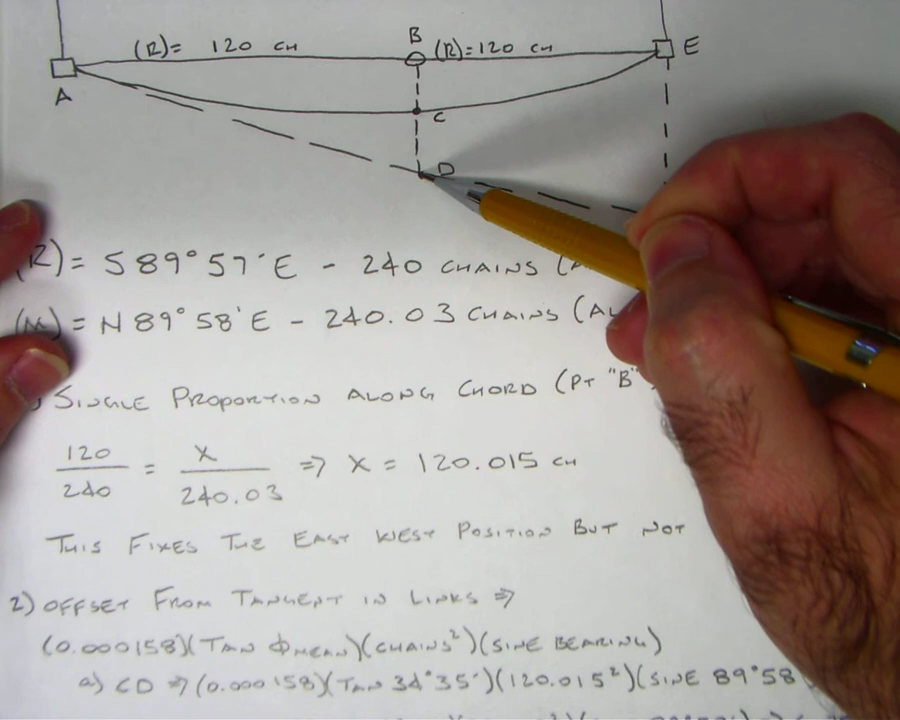 (R)= 120 CH
B
(R)=120 CH
E
A
C
D
(R)= S89°57'E - 240 CHAINS
(M)= N89°58'E - 240.03 CHAINS
SINGLE PROPORTION ALONG CHORD (PT "B"
120/240 = X/240.03 => X = 120.015 CH
THIS FIXES THE EAST WEST POSITION BUT NOT
2) OFFSET FROM TANGENT IN LINKS =>
(0.000158)(TAN ΦMEAN)(CHAINS²)(SINE BEARING)
a) CD => (0.000158)(TAN 34°35')(120.015²)(SINE 89°58